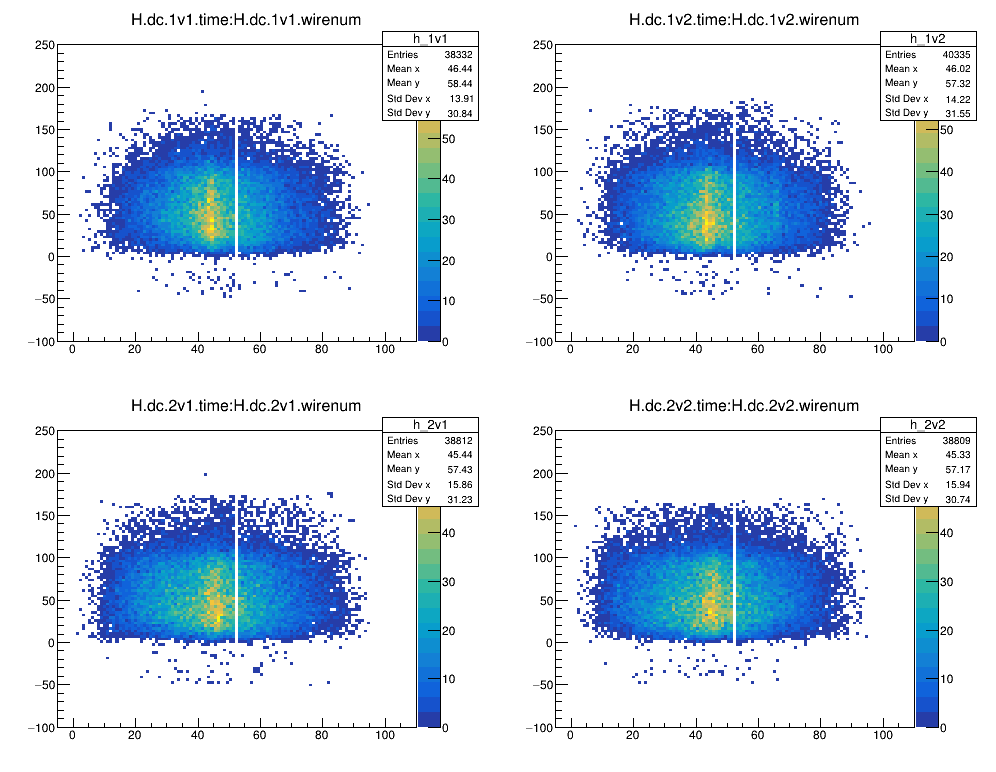 H.dc.1v1.time:H.dc.1v1.wirenum
h_1v1
Entries 38332
Mean x 46.44
Mean y 58.44
Std Dev x 13.91
Std Dev y 30.84
250
200
150
100
50
0
−50
−100
0 20 40 60 80 100
50
40
30
20
10
0
H.dc.1v2.time:H.dc.1v2.wirenum
h_1v2
Entries 40335
Mean x 46.02
Mean y 57.32
Std Dev x 14.22
Std Dev y 31.55
250
200
150
100
50
0
−50
−100
0 20 40 60 80 100
50
40
30
20
10
0
H.dc.2v1.time:H.dc.2v1.wirenum
h_2v1
Entries 38812
Mean x 45.44
Mean y 57.43
Std Dev x 15.86
Std Dev y 31.23
250
200
150
100
50
0
−50
−100
0 20 40 60 80 100
40
30
20
10
0
H.dc.2v2.time:H.dc.2v2.wirenum
h_2v2
Entries 38809
Mean x 45.33
Mean y 57.17
Std Dev x 15.94
Std Dev y 30.74
250
200
150
100
50
0
−50
−100
0 20 40 60 80 100
40
30
20
10
0